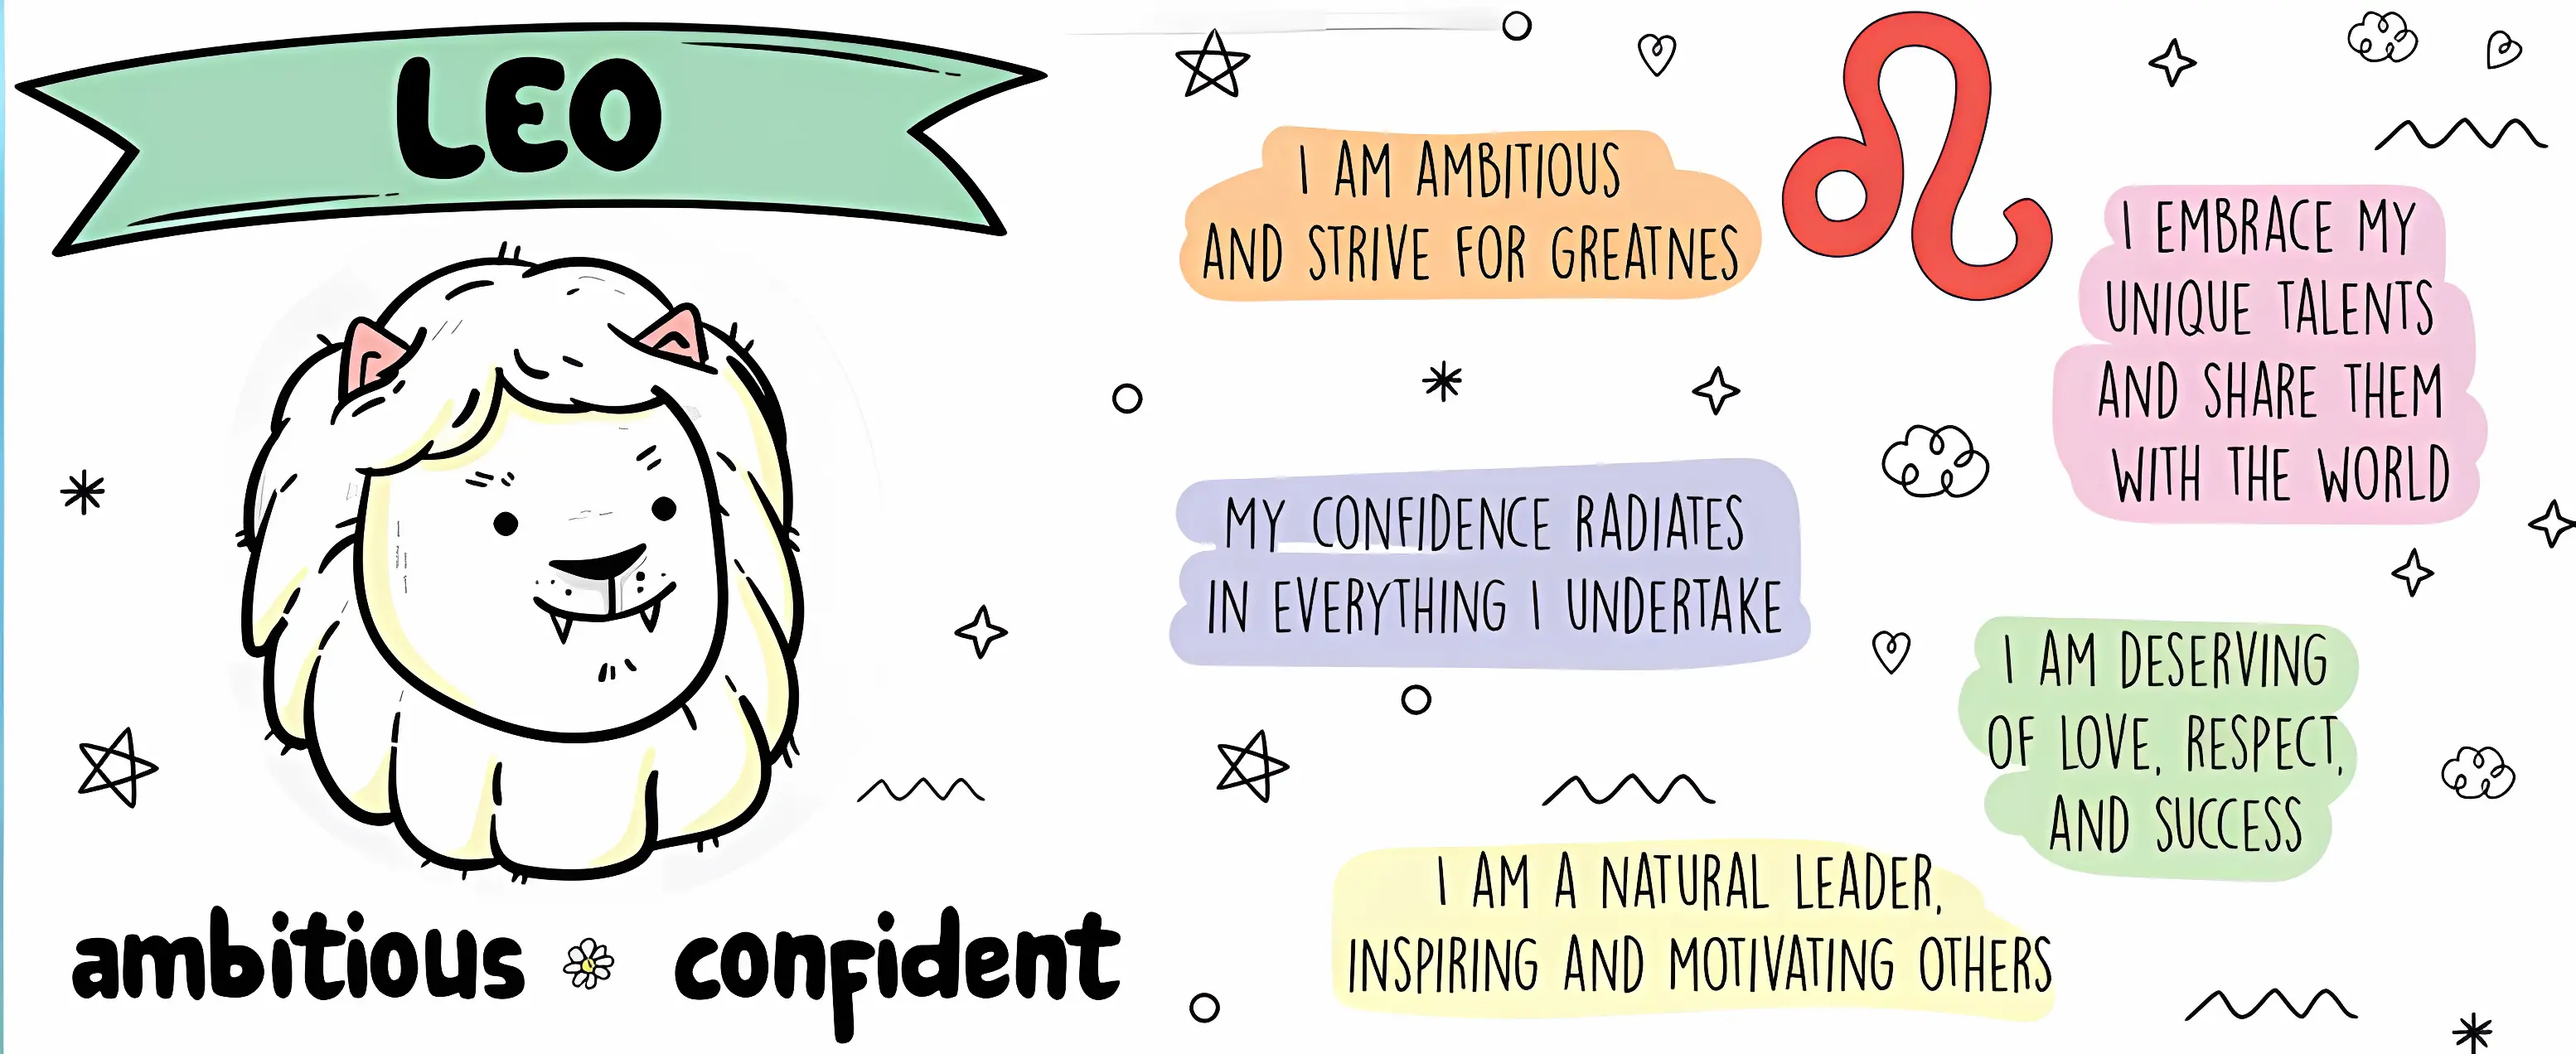 LEO
ambitious confident
I AM AMBITIOUS
AND STRIVE FOR GREATNES
I EMBRACE MY
UNIQUE TALENTS
AND SHARE THEM
WITH THE WORLD
MY CONFIDENCE RADIATES
IN EVERYTHING I UNDERTAKE
I AM DESERVING
OF LOVE, RESPECT,
AND SUCCESS
I AM A NATURAL LEADER,
INSPIRING AND MOTIVATING OTHERS